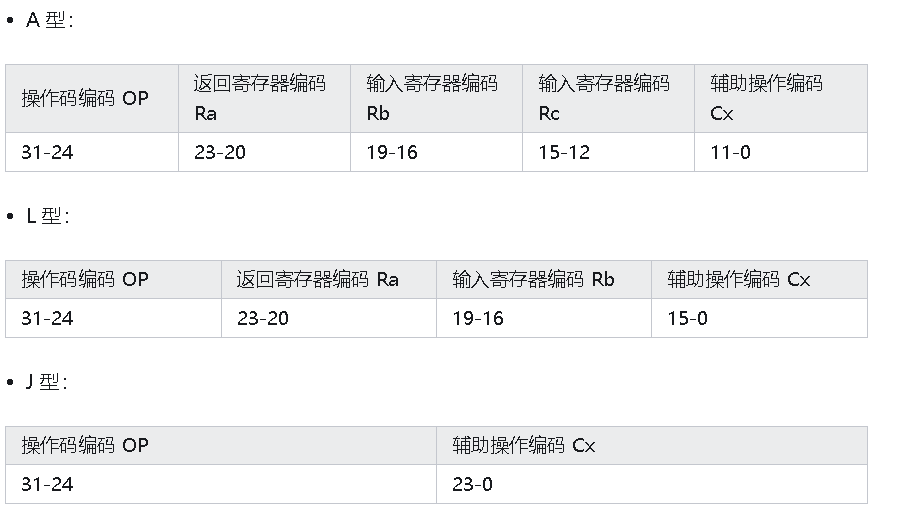 • A 型：
操作码编码 OP 返回寄存器编码 Ra 输入寄存器编码 Rb 输入寄存器编码 Rc 辅助操作编码 Cx
31-24 23-20 19-16 15-12 11-0
• L 型：
操作码编码 OP 返回寄存器编码 Ra 输入寄存器编码 Rb 辅助操作编码 Cx
31-24 23-20 19-16 15-0
• J 型：
操作码编码 OP 辅助操作编码 Cx
31-24 23-0